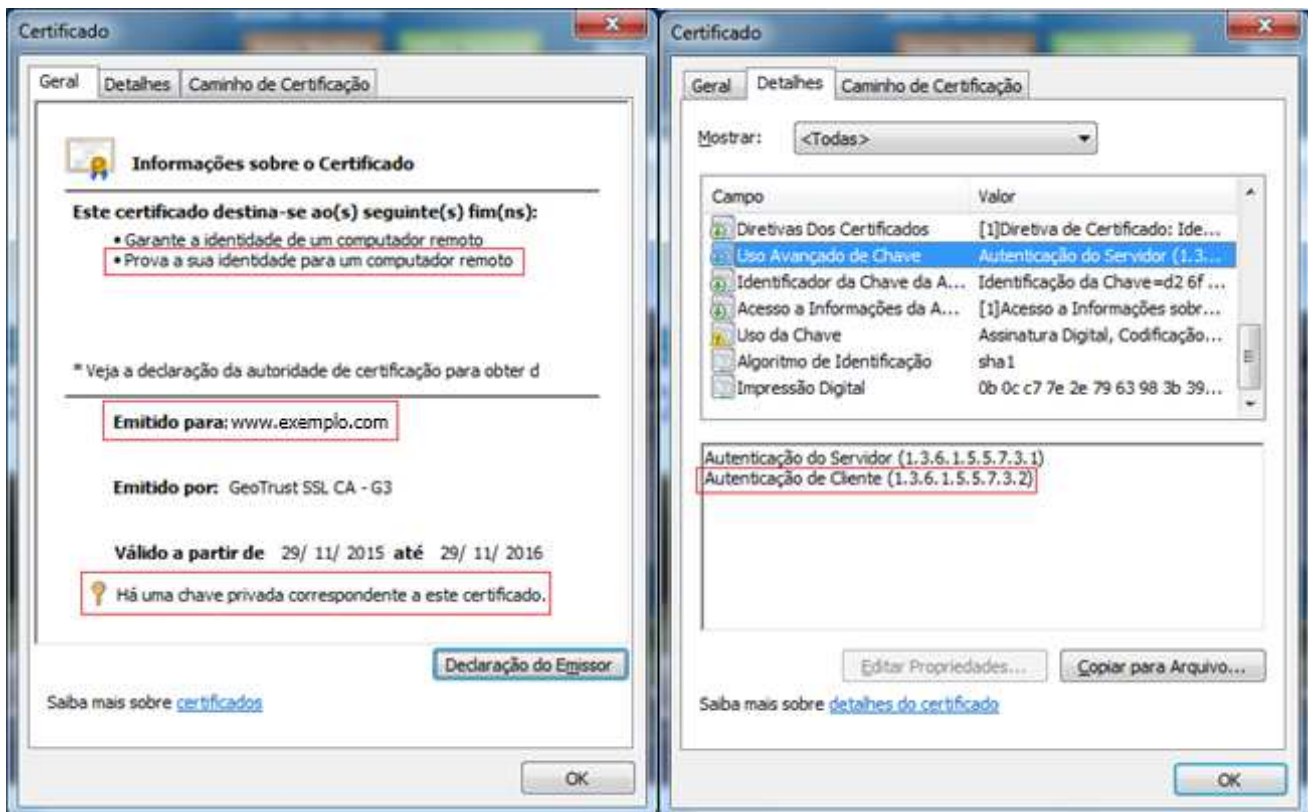 Certificado
Geral
Detalhes
Caminho de Certificação
Informações sobre o Certificado
Este certificado destina-se ao(s) seguinte(s) fim(ns):
• Garante a identidade de um computador remoto
• Prova a sua identidade para um computador remoto
* Veja a declaração da autoridade de certificação para obter d
Emitido para: www.exemplo.com
Emitido por: GeoTrust SSL CA - G3
Válido a partir de 29/ 11/ 2015 até 29/ 11/ 2016
Há uma chave privada correspondente a este certificado.
Declaração do Emissor
Saiba mais sobre certificados
OK
Certificado
Geral
Detalhes
Caminho de Certificação
Mostrar: <Todas>
Campo Valor
Diretivas Dos Certificados [1]Diretiva de Certificado: Ide...
Uso Avançado de Chave Autenticação do Servidor (1.3....
Identificador da Chave da A... Identificação da Chave=d2 6f ...
Acesso a Informações da A... [1]Acesso a Informações sobr...
Uso da Chave Assinatura Digital, Codificação...
Algoritmo de Identificação sha1
Impressão Digital 0b 0c c7 7e 2e 79 63 98 3b 39...
Autenticação do Servidor (1.3.6.1.5.5.7.3.1)
Autenticação de Cliente (1.3.6.1.5.5.7.3.2)
Editar Propriedades...
Copiar para Arquivo...
Saiba mais sobre detalhes do certificado
OK